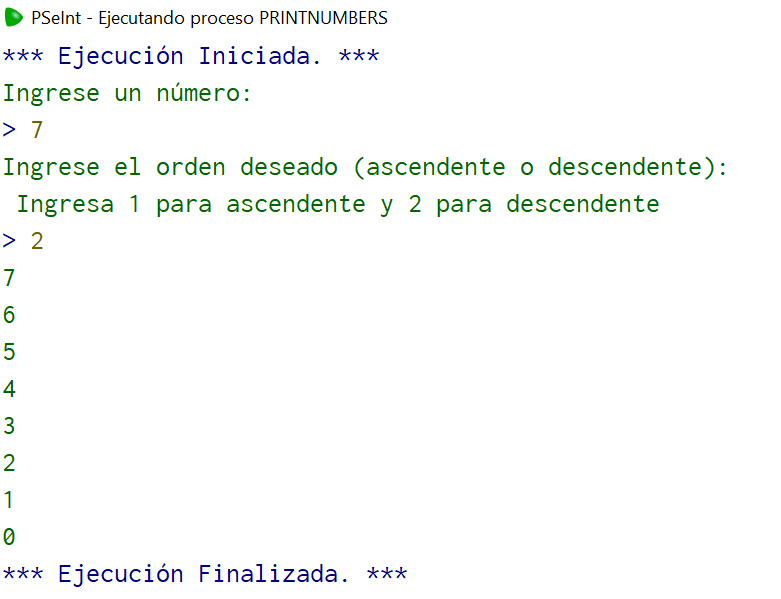 PSeInt - Ejecutando proceso PRINTNUMBERS
*** Ejecución Iniciada. ***
Ingrese un número:
> 7
Ingrese el orden deseado (ascendente o descendente):
 Ingresa 1 para ascendente y 2 para descendente
> 2
7
6
5
4
3
2
1
0
*** Ejecución Finalizada. ***